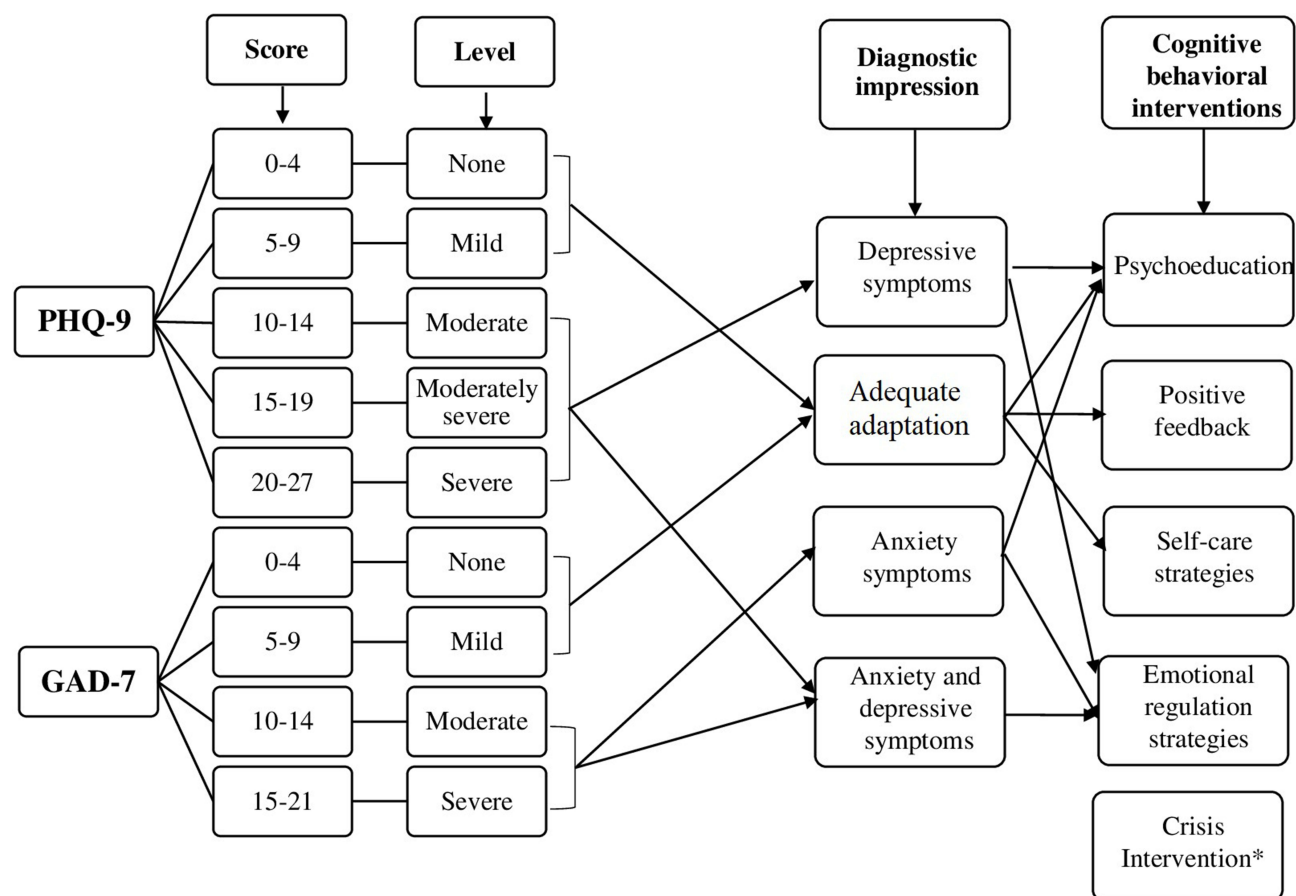 Score
Level
Diagnostic
impression
Cognitive
behavioral
interventions
PHQ-9
0-4
None
5-9
Mild
10-14
Moderate
15-19
Moderately
severe
20-27
Severe
GAD-7
0-4
None
5-9
Mild
10-14
Moderate
15-21
Severe
Depressive
symptoms
Adequate
adaptation
Anxiety
symptoms
Anxiety and
depressive
symptoms
Psychoeducation
Positive
feedback
Self-care
strategies
Emotional
regulation
strategies
Crisis
Intervention*